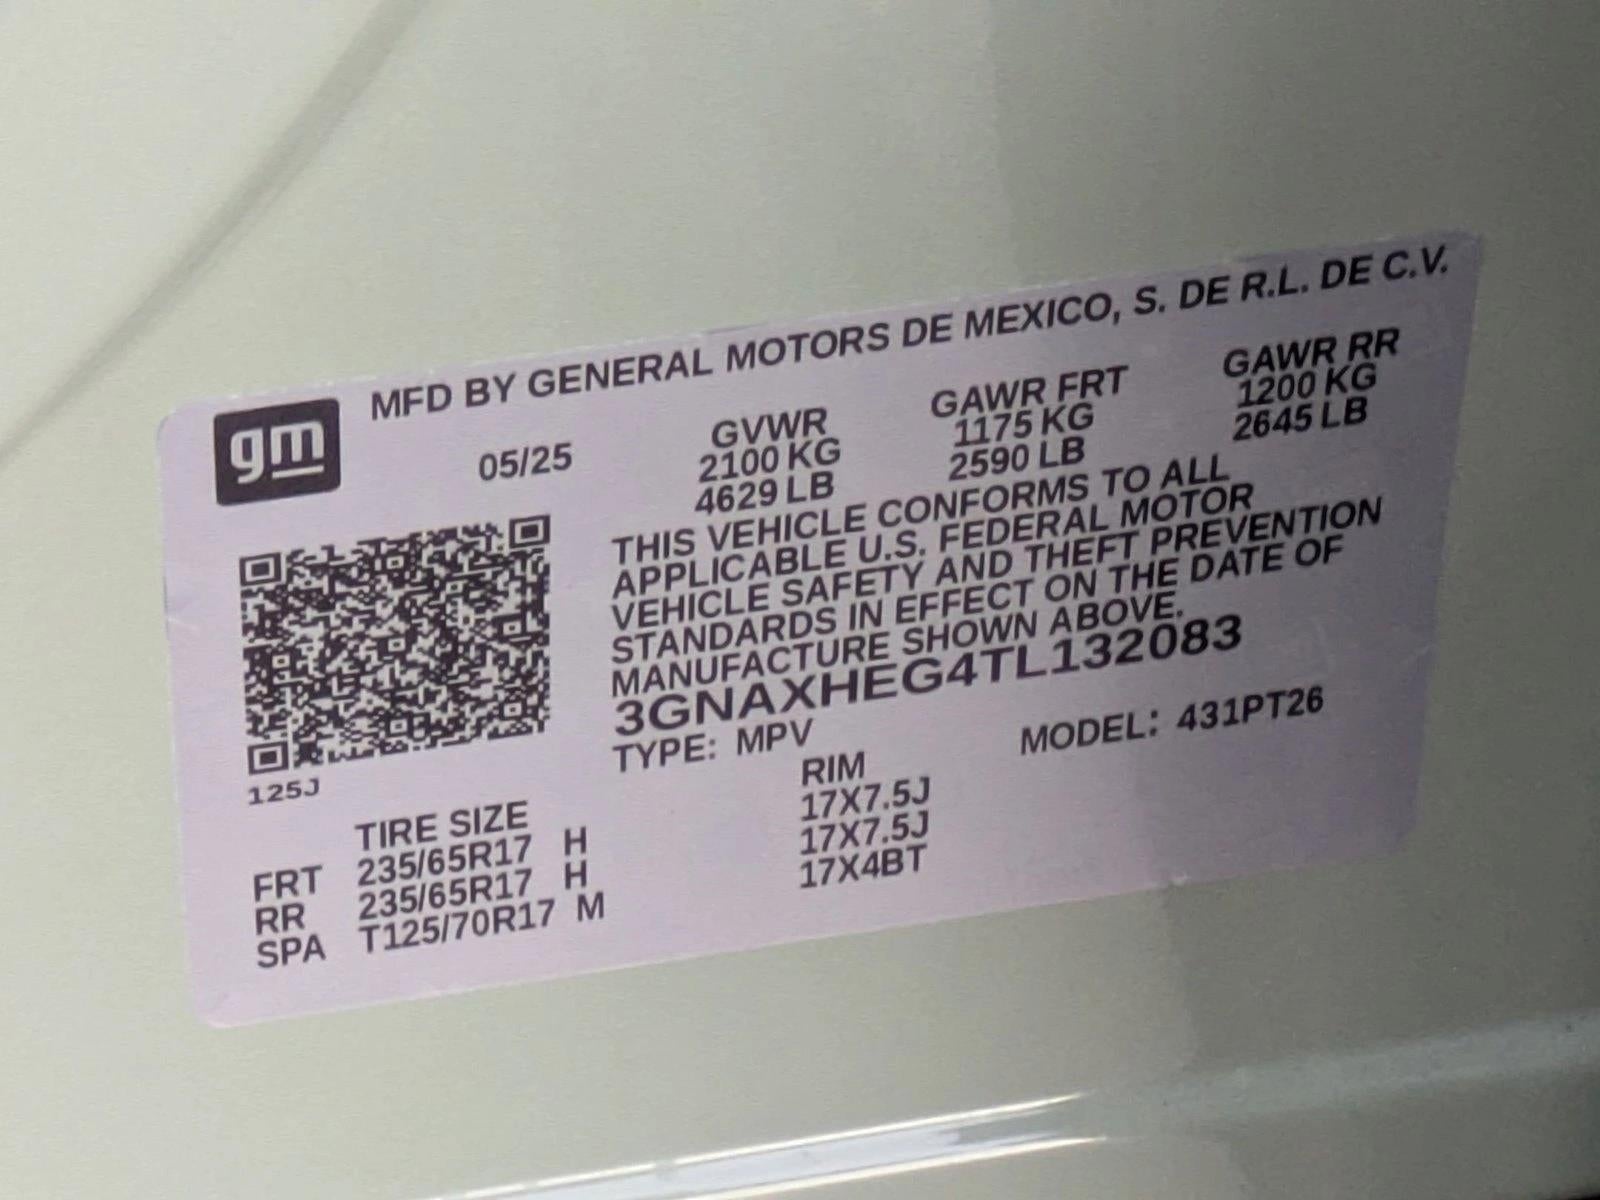 MFD BY GENERAL MOTORS DE MEXICO, S. DE R.L. DE C.V.
gm
05/25 GVWR GAWR FRT GAWR RR
2100 KG 1175 KG 1200 KG
4629 LB 2590 LB 2645 LB
THIS VEHICLE CONFORMS TO ALL
APPLICABLE U.S. FEDERAL MOTOR
VEHICLE SAFETY AND THEFT PREVENTION
STANDARDS IN EFFECT ON THE DATE OF
MANUFACTURE SHOWN ABOVE.
3GNAXHEG4TL132083
TYPE: MPV MODEL: 431PT26
125J
TIRE SIZE RIM
FRT 235/65R17 H 17X7.5J
RR 235/65R17 H 17X7.5J
SPA T125/70R17 M 17X4BT